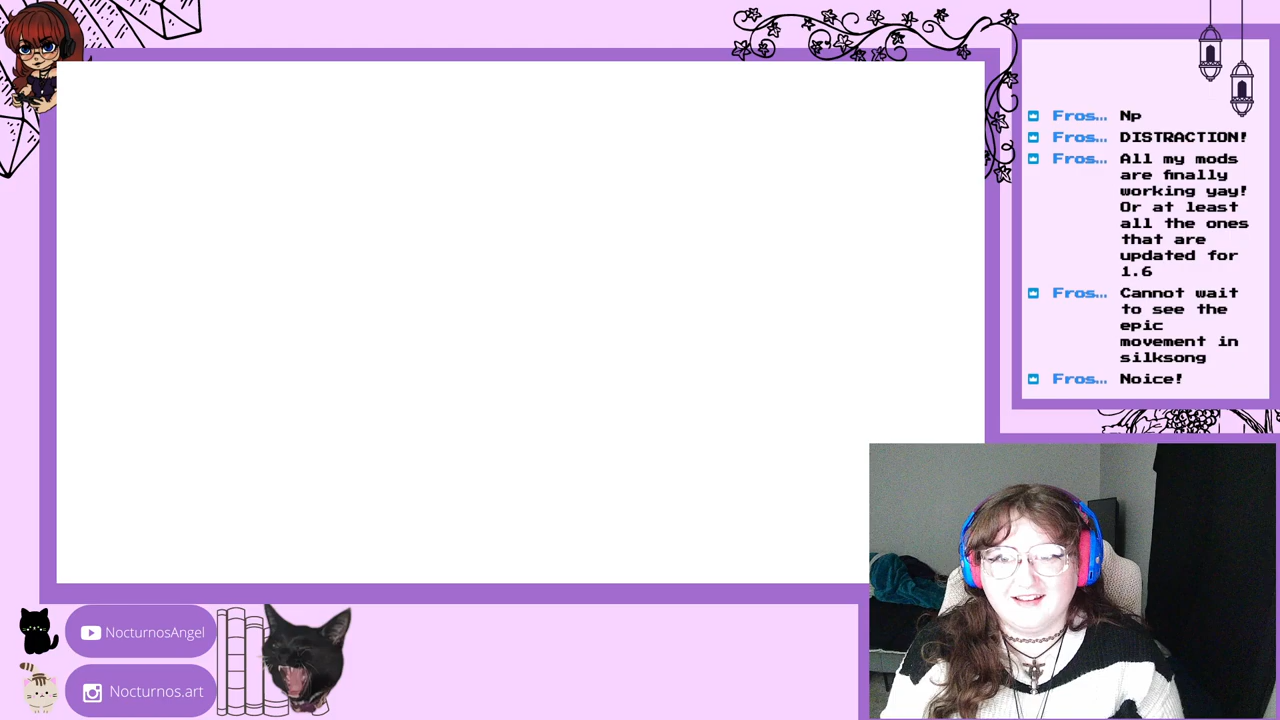 Fros... Np
Fros... DISTRACTION!
Fros... All my mods
are finally
working yay!
Or at least
all the ones
that are
updated for
1.6
Fros... Cannot wait
to see the
epic
movement in
silksong
Fros... Noice!
NocturnosAngel
Nocturnos.art